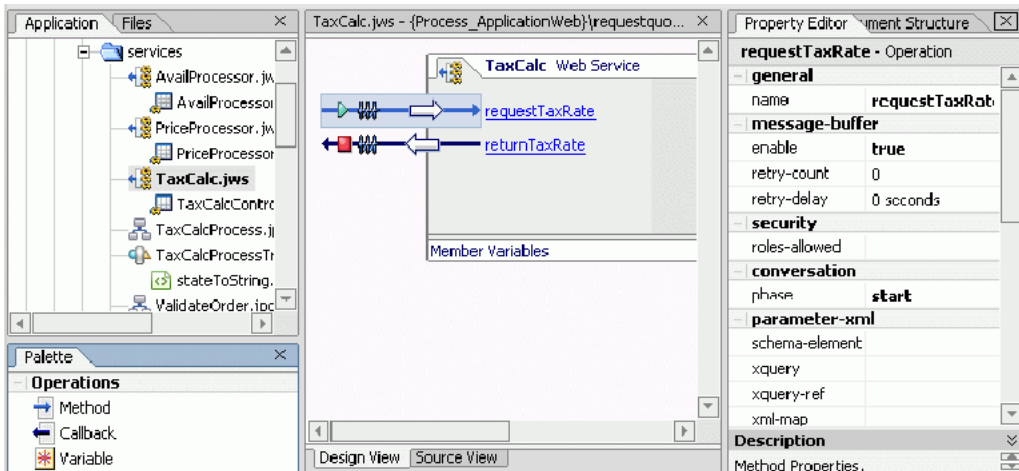 Application
Files
services
AvailProcessor.jw
AvailProcessor
PriceProcessor.jw
PriceProcessor
TaxCalc.jws
TaxCalcContro
TaxCalcProcess.j
TaxCalcProcessTr
stateToString.
ValidateOrder.jpd
Palette
Operations
Method
Callback
Variable
TaxCalc.jws - {Process_ApplicationWeb}\requestquo...
TaxCalc Web Service
requestTaxRate
returnTaxRate
Member Variables
Design View
Source View
Property Editor
ument Structure
requestTaxRate - Operation
general
name requestTaxRat
message-buffer
enable true
retry-count 0
retry-delay 0 seconds
security
roles-allowed
conversation
phase start
parameter-xml
schema-element
xquery
xquery-ref
xml-map
Description
Method Properties.